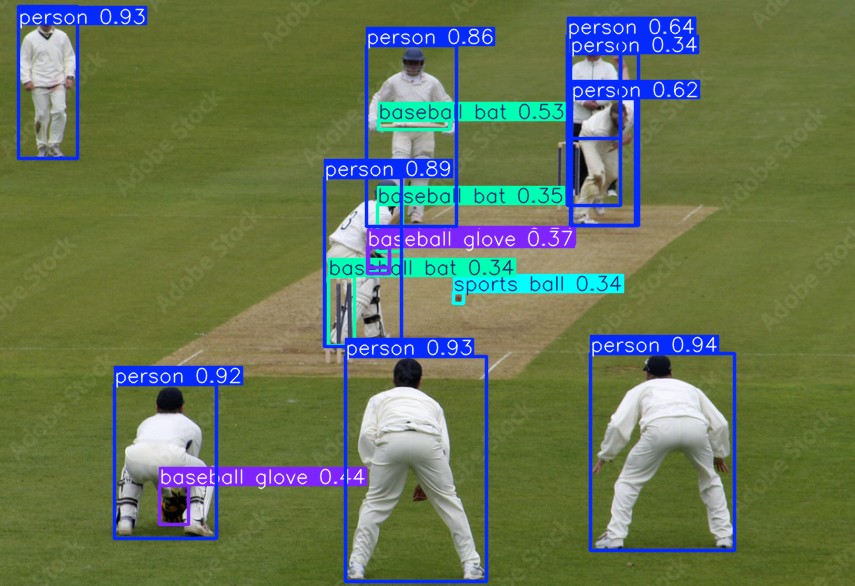 person 0.93
person 0.64
person 0.86
person 0.34
person 0.62
baseball bat 0.53
person 0.89
baseball bat 0.35
baseball glove 0.37
baseball bat 0.34
sports ball 0.34
person 0.93
person 0.94
person 0.92
baseball glove 0.44
Adobe Stock